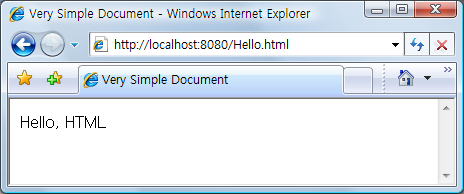 Very Simple Document - Windows Internet Explorer
http://localhost:8080/Hello.html
Very Simple Document
Hello, HTML